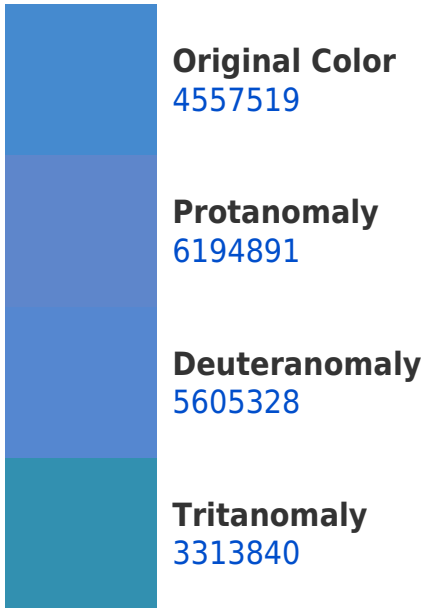 Original Color
4557519
Protanomaly
6194891
Deuteranomaly
5605328
Tritanomaly
3313840